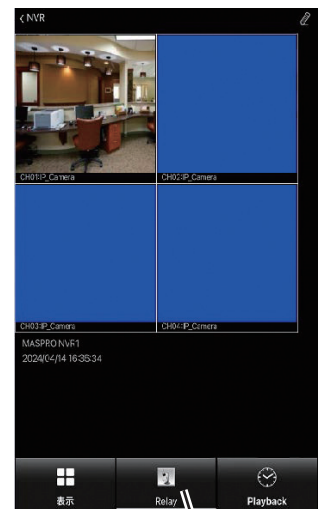 < NVR
CH01:IP_Camera
CH02:IP_Camera
CH03:IP_Camera
CH04:IP_Camera
MASPRO NVR1
2024/04/14 16:35:34
表示
Relay
Playback